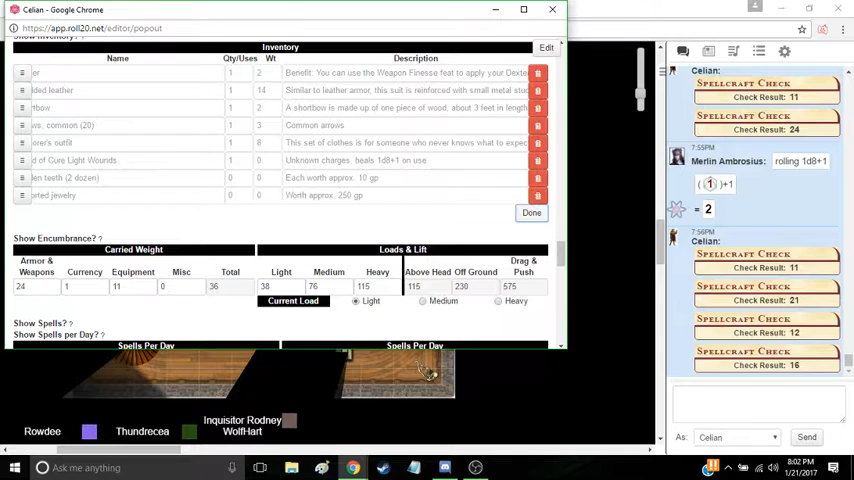 Celian - Google Chrome
https://app.roll20.net/editor/popout
Show Inventory? ?
Inventory
Edit
Name Qty/Uses Wt Description
er 1 2 Benefit: You can use the Weapon Finesse feat to apply your Dexte
lded leather 1 14 Similar to leather armor, this suit is reinforced with small metal stud
rtbow 1 2 A shortbow is made up of one piece of wood, about 3 feet in length
ws, common (20) 1 3 Common arrows
orer's outfit 1 8 This set of clothes is for someone who never knows what to expec
d of Cure Light Wounds 1 0 Unknown charges, heals 1d8+1 on use
den teeth (2 dozen) 0 0 Each worth approx. 10 gp
orted jewelry 0 0 Worth approx. 250 gp
Done
Show Encumbrance? ?
Carried Weight Loads & Lift
Armor & Weapons Currency Equipment Misc Total Light Medium Heavy Above Head Off Ground Drag & Push
24 1 11 0 36 38 76 115 115 230 575
Current Load Light Medium Heavy
Show Spells? ?
Show Spells per Day? ?
Spells Per Day Spells Per Day
Rowdee Thundrecea Inquisitor Rodney WolfHart
Celian:
Spellcraft Check
Check Result: 11
Spellcraft Check
Check Result: 24
7:55PM
Merlin Ambrosius: rolling 1d8+1
(1)+1
= 2
7:56PM
Celian:
Spellcraft Check
Check Result: 11
Spellcraft Check
Check Result: 21
Spellcraft Check
Check Result: 12
Spellcraft Check
Check Result: 16
As: Celian Send
Ask me anything
8:02 PM
1/21/2017